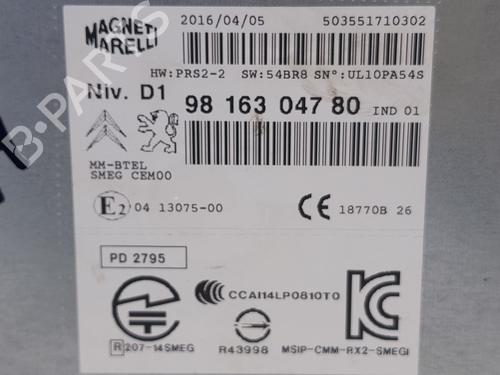 MAGNETI MARELLI
2016/04/05 503551710302
HW:PRS2-2 SW:54BR8 SN°:UL10PA54S
Niv. D1 98 163 047 80 IND 01
MM-BTEL
SMEG CEM00
E2 04 13075-00 CE 18770B 26
PD 2795
CCAI14LP0810T0
R 207-14SMEG R43998 MSIP-CMM-RX2-SMEGI
B-PARTS